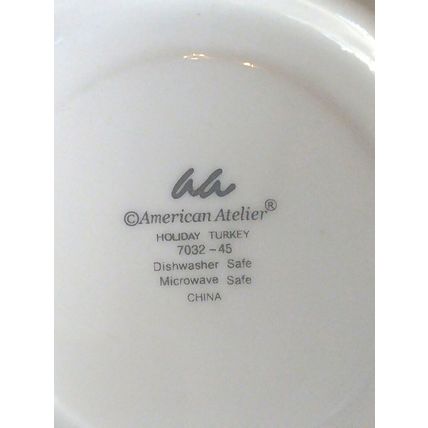 aa
©American Atelier®
HOLIDAY TURKEY
7032-45
Dishwasher Safe
Microwave Safe
CHINA